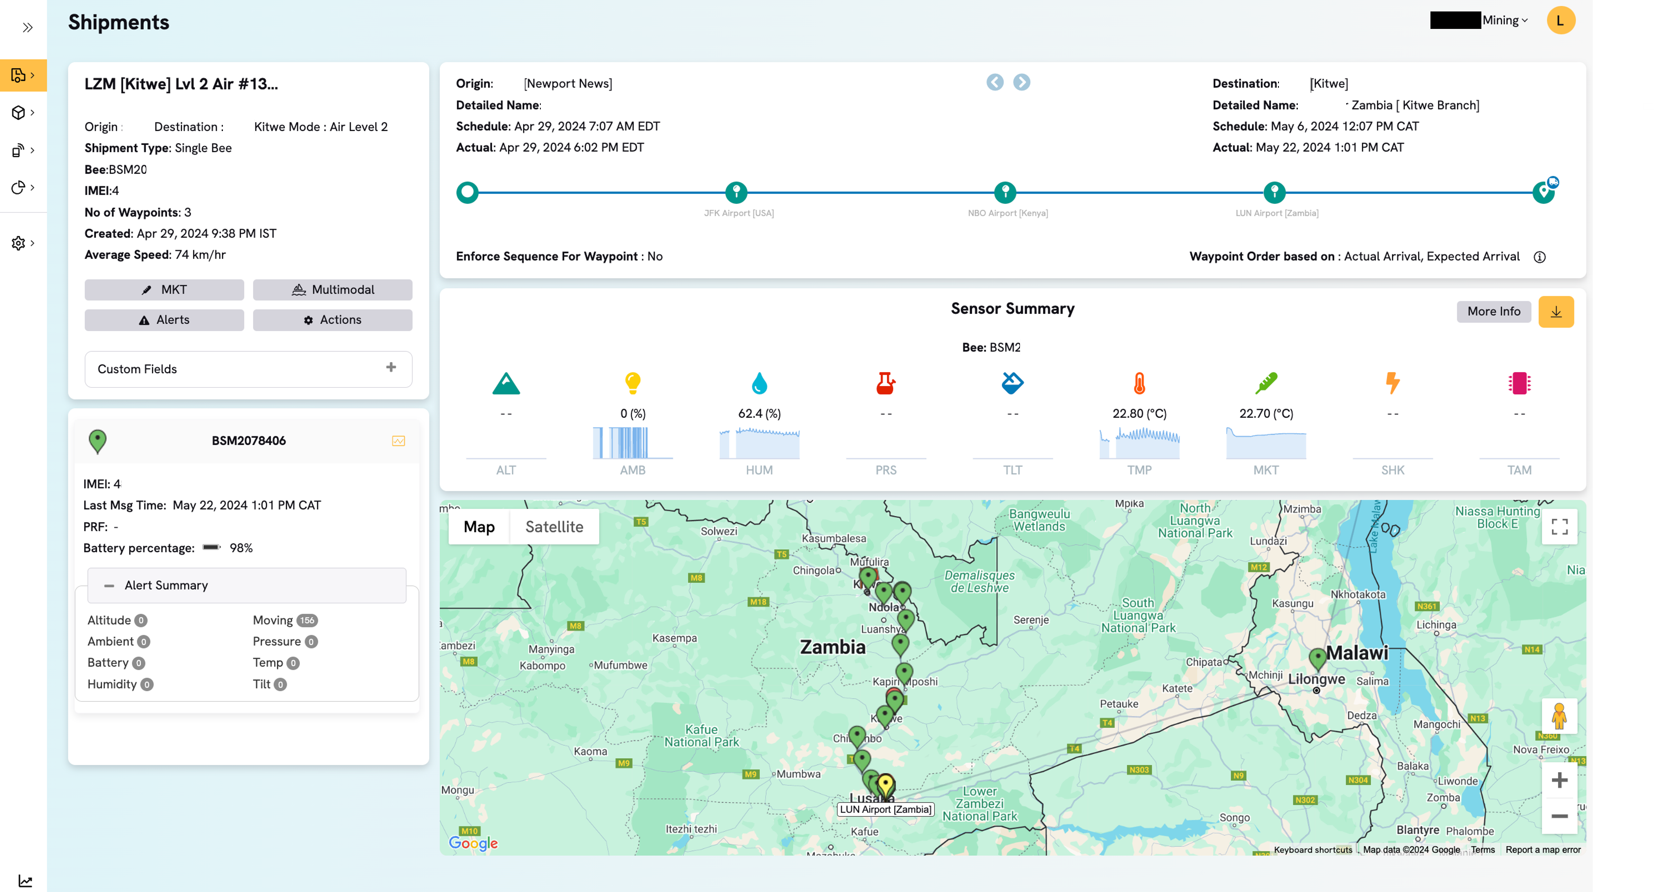 Shipments
Mining
L
LZM [Kitwe] Lvl 2 Air #13...
Origin : Destination : Kitwe Mode : Air Level 2
Shipment Type: Single Bee
Bee:BSM20
IMEI:4
No of Waypoints: 3
Created: Apr 29, 2024 9:38 PM IST
Average Speed: 74 km/hr
MKT
Multimodal
Alerts
Actions
Custom Fields
BSM2078406
IMEI: 4
Last Msg Time: May 22, 2024 1:01 PM CAT
PRF: -
Battery percentage: 98%
Alert Summary
Altitude 0
Moving 156
Ambient 0
Pressure 0
Battery 0
Temp 0
Humidity 0
Tilt 0
Origin: [Newport News]
Detailed Name:
Schedule: Apr 29, 2024 7:07 AM EDT
Actual: Apr 29, 2024 6:02 PM EDT
Destination: [Kitwe]
Detailed Name: Zambia [ Kitwe Branch]
Schedule: May 6, 2024 12:07 PM CAT
Actual: May 22, 2024 1:01 PM CAT
JFK Airport [USA]
NBO Airport [Kenya]
LUN Airport [Zambia]
Enforce Sequence For Waypoint : No
Waypoint Order based on : Actual Arrival, Expected Arrival
Sensor Summary
More Info
Bee: BSM2
--
0 (%)
62.4 (%)
--
--
22.80 (°C)
22.70 (°C)
--
--
ALT
AMB
HUM
PRS
TLT
TMP
MKT
SHK
TAM
Map
Satellite
T5
Solwezi
Kasumbalesa
Bangweulu
Wetlands
Mpika
North
Luangwa
National Park
Mzimba
Lake Malawi
Niassa Hunting
Block E
T5
Mufulira
Chingola
Lundazi
M12
M8
Demalisques
de Leshwe
Nkhotakota
Nia
M18
Ndola
South
Luangwa
National Park
Kasungu
N361
M8
Luanshya
Serenje
Lichinga
Kasempa
Zambia
N14
Manyinga
Kabompo
Mufumbwe
Chipata
Malawi
M8
Kapiri Mposhi
Mchinji
Lilongwe
Salima
Katete
Petauke
T4
Dedza
Mangochi
N13
Kafue
National Park
N360
T4
Kaoma
M9
M9
Mumbwa
N303
N9
Nova Freixo
Balaka
Liwonde
N304
Mongu
Lusaka
LUN Airport [Zambia]
Lower
Zambezi
National Park
N302
Zomba
Songo
M10
Itezhi tezhi
Kafue
Blantyre
Phalombe
Google
Keyboard shortcuts
Map data ©2024 Google
Terms
Report a map error